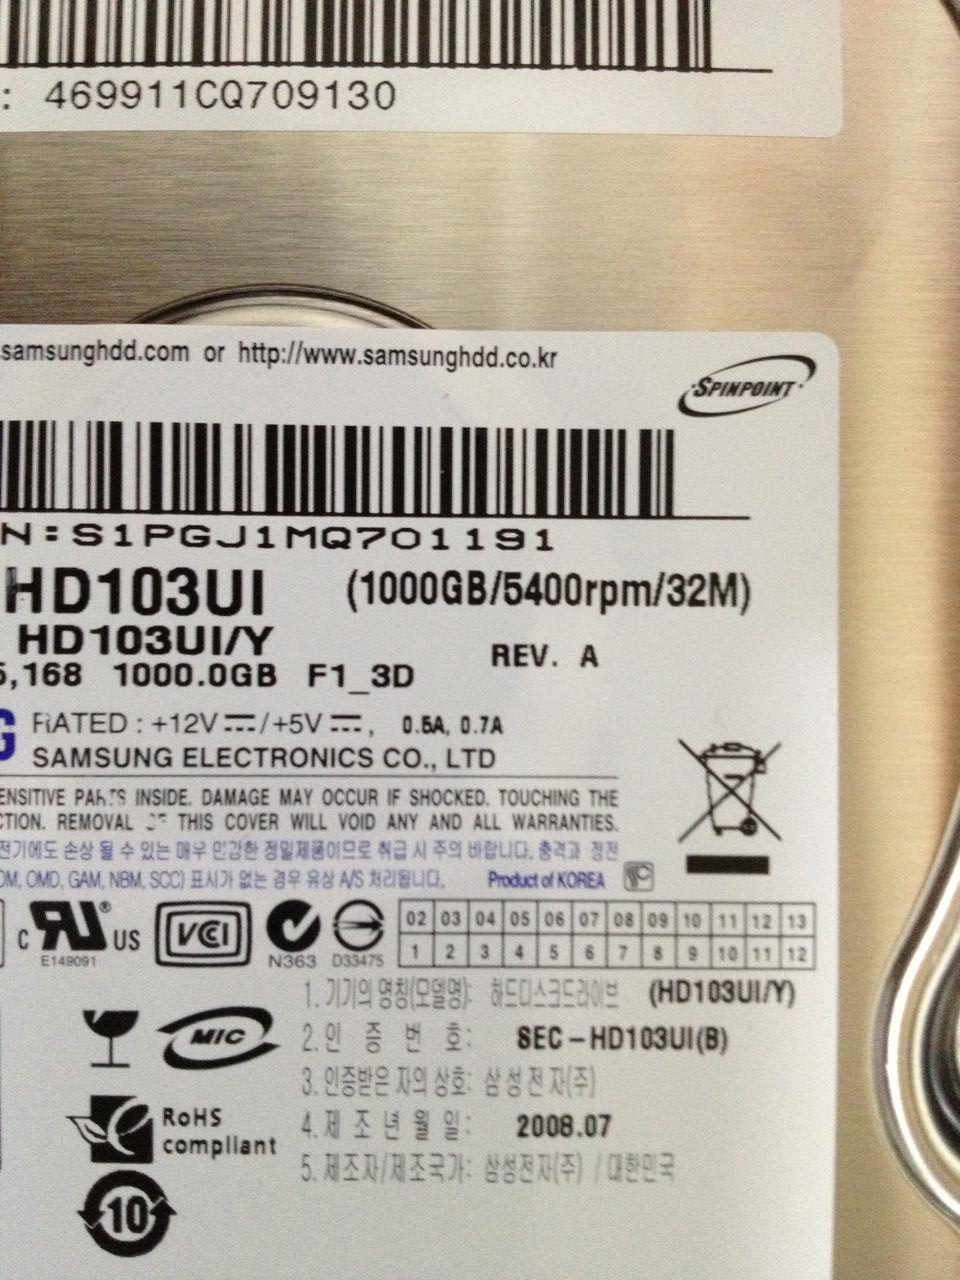 : 469911CQ709130
samsunghdd.com or http://www.samsunghdd.co.kr
SPINPOINT
N:S1PGJ1MQ701191
HD103UI (1000GB/5400rpm/32M)
HD103UI/Y
REV. A
5,168 1000.0GB F1_3D
G RATED : +12V /+5V , 0.5A, 0.7A
SAMSUNG ELECTRONICS CO., LTD
ENSITIVE PARTS INSIDE. DAMAGE MAY OCCUR IF SHOCKED. TOUCHING THE
CTION. REMOVAL OF THIS COVER WILL VOID ANY AND ALL WARRANTIES.
전기에도 손상 될 수 있는 매우 민감한 정밀제품이므로 취급 시 주의 바랍니다. 충격과 정전
OM, OMD, GAM, NBM, SCC) 표시가 없는 경우 유상 A/S 처리됩니다. Product of KOREA
02 03 04 05 06 07 08 09 10 11 12 13
C RU ® US VCI N363 D33475
1 2 3 4 5 6 7 8 9 10 11 12
E149091
1. 기기의 명칭(모델명): 하드디스크드라이브 (HD103UI/Y)
MIC
2. 인 증 번 호: SEC-HD103UI(B)
3. 인증받은 자의 상호: 삼성전자(주)
RoHS
compliant
4. 제 조 년 월 일: 2008.07
5. 제조자/제조국가: 삼성전자(주) / 대한민국
10